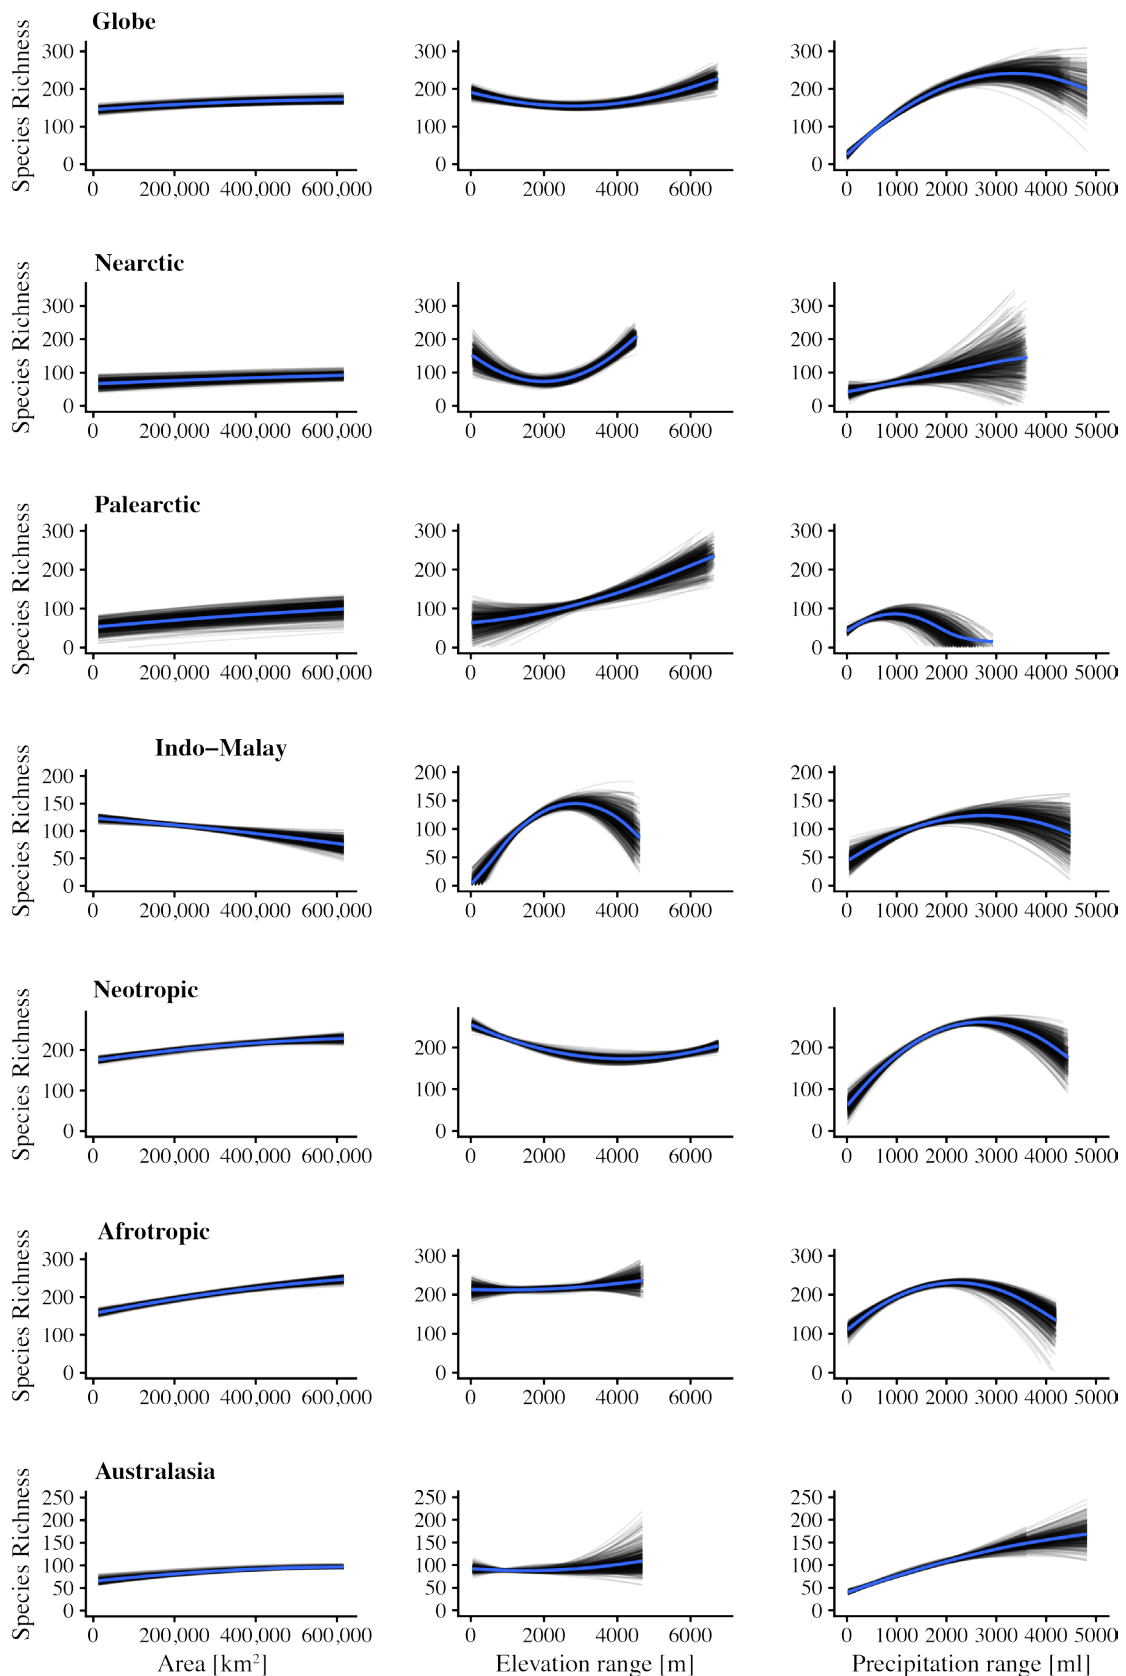 Globe
Species Richness
300
200
100
0
0 200,000 400,000 600,000
300
200
100
0
0 2000 4000 6000
300
200
100
0
0 1000 2000 3000 4000 5000
Nearctic
Species Richness
300
200
100
0
0 200,000 400,000 600,000
300
200
100
0
0 2000 4000 6000
300
200
100
0
0 1000 2000 3000 4000 5000
Palearctic
Species Richness
300
200
100
0
0 200,000 400,000 600,000
300
200
100
0
0 2000 4000 6000
300
200
100
0
0 1000 2000 3000 4000 5000
Indo−Malay
Species Richness
200
150
100
50
0
0 200,000 400,000 600,000
200
150
100
50
0
0 2000 4000 6000
200
150
100
50
0
0 1000 2000 3000 4000 5000
Neotropic
Species Richness
200
100
0
0 200,000 400,000 600,000
200
100
0
0 2000 4000 6000
200
100
0
0 1000 2000 3000 4000 5000
Afrotropic
Species Richness
300
200
100
0
0 200,000 400,000 600,000
300
200
100
0
0 2000 4000 6000
300
200
100
0
0 1000 2000 3000 4000 5000
Australasia
Species Richness
250
200
150
100
50
0
0 200,000 400,000 600,000
Area [km²]
250
200
150
100
50
0
0 2000 4000 6000
Elevation range [m]
250
200
150
100
50
0
0 1000 2000 3000 4000 5000
Precipitation range [ml]